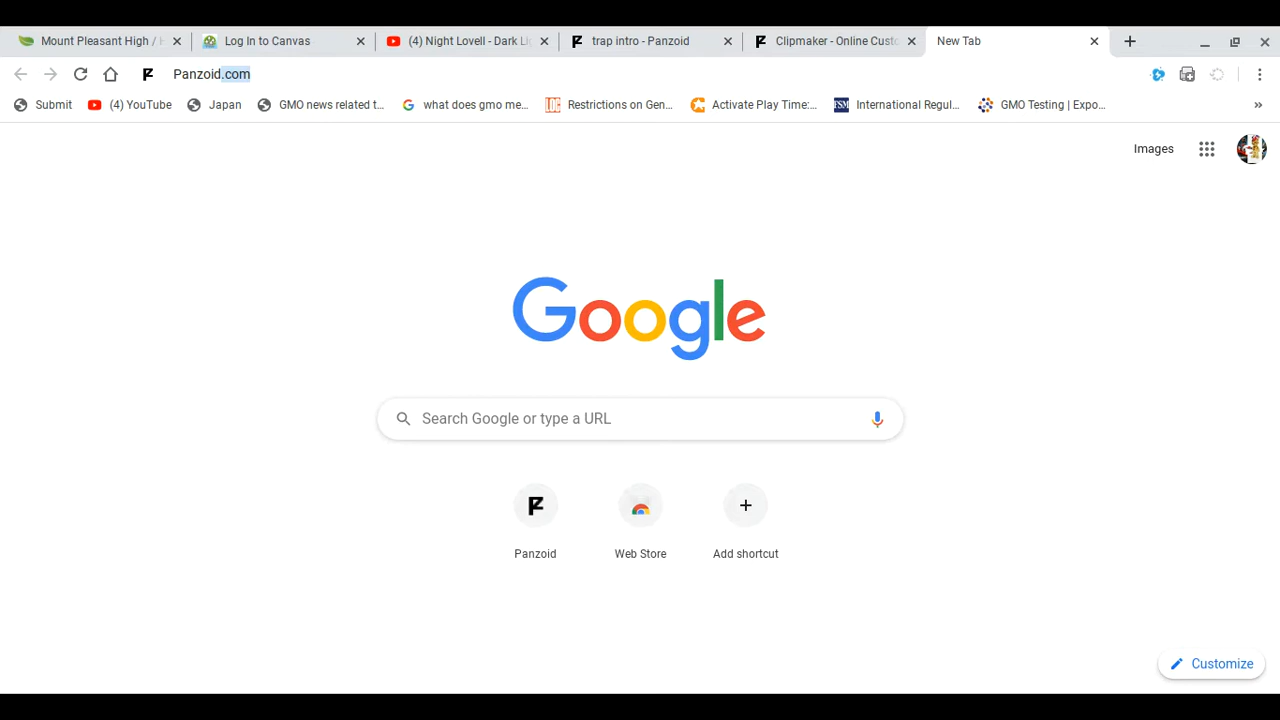 Mount Pleasant High / H
Log In to Canvas
(4) Night Lovell - Dark Li
trap intro - Panzoid
Clipmaker - Online Custo
New Tab
Panzoid.com
Submit
(4) YouTube
Japan
GMO news related t...
what does gmo me...
Restrictions on Gen...
Activate Play Time:...
FSM
International Regul...
GMO Testing | Expo...
»
Images
Google
Search Google or type a URL
Panzoid
Web Store
Add shortcut
Customize